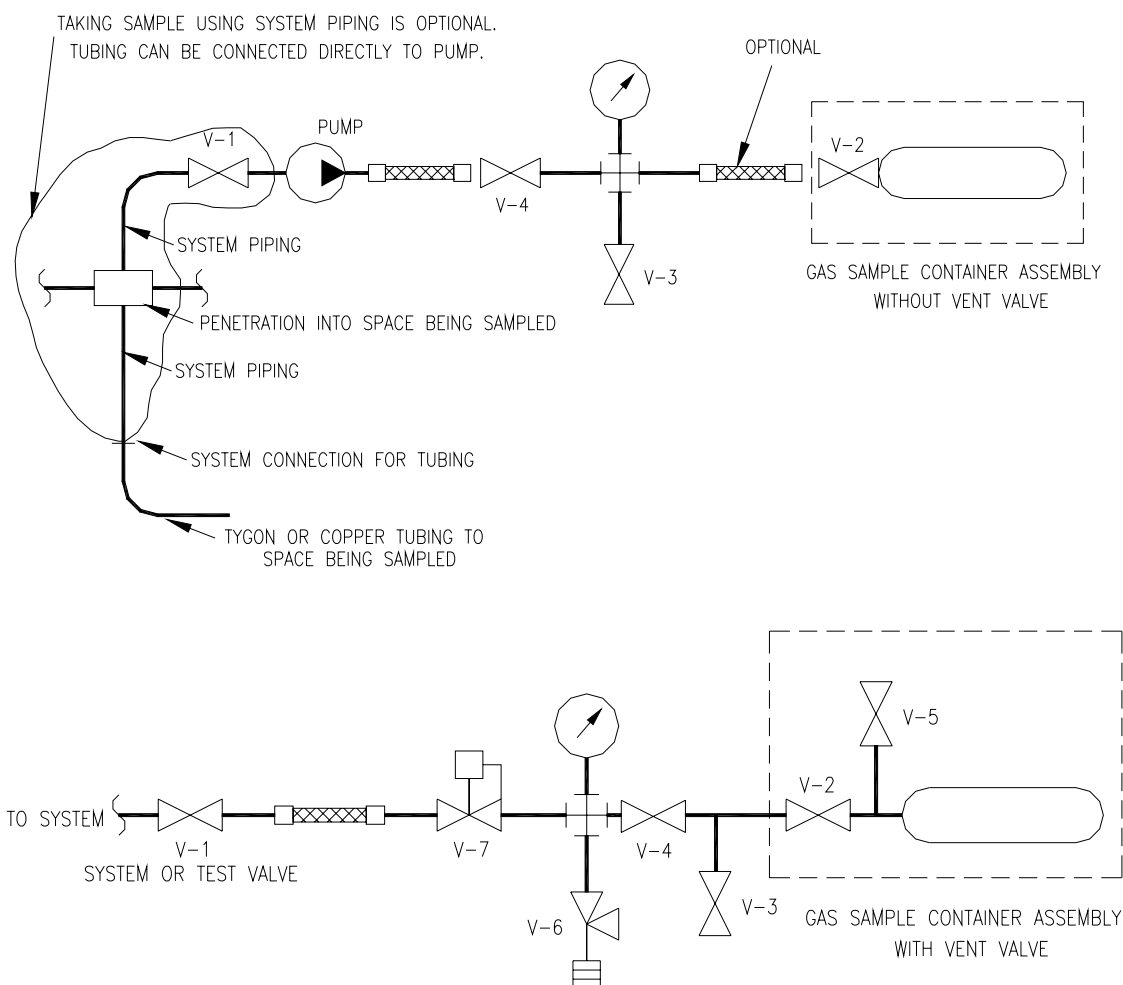 TAKING SAMPLE USING SYSTEM PIPING IS OPTIONAL.
TUBING CAN BE CONNECTED DIRECTLY TO PUMP.
OPTIONAL
PUMP
V-1
V-2
V-4
V-3
SYSTEM PIPING
GAS SAMPLE CONTAINER ASSEMBLY
WITHOUT VENT VALVE
PENETRATION INTO SPACE BEING SAMPLED
SYSTEM PIPING
SYSTEM CONNECTION FOR TUBING
TYGON OR COPPER TUBING TO
SPACE BEING SAMPLED
V-5
V-2
TO SYSTEM
V-1
V-7
V-4
SYSTEM OR TEST VALVE
V-3
V-6
GAS SAMPLE CONTAINER ASSEMBLY
WITH VENT VALVE